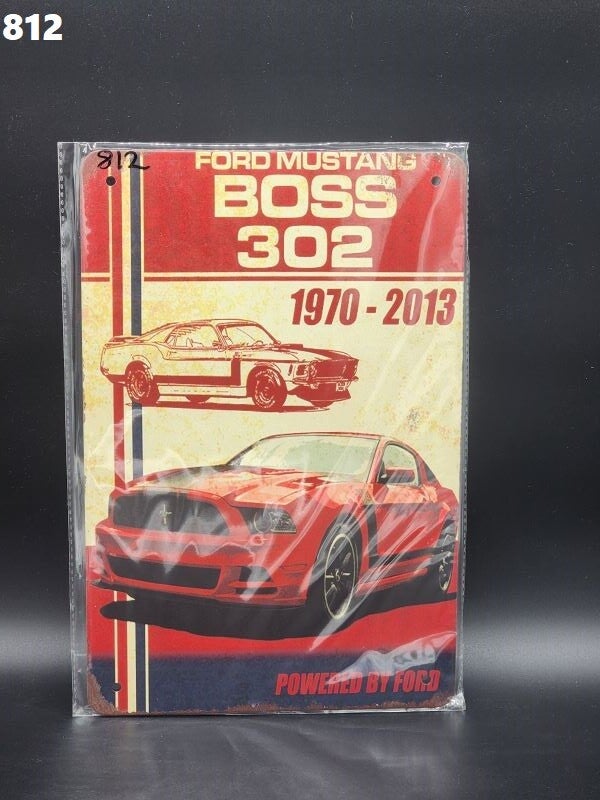 812
812
FORD MUSTANG
BOSS
302
1970 - 2013
POWERED BY FORD